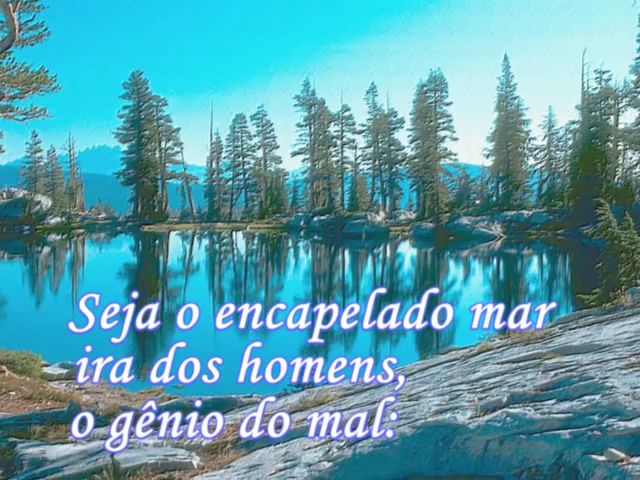 Seja o encapelado mar
ira dos homens,
o gênio do mal: